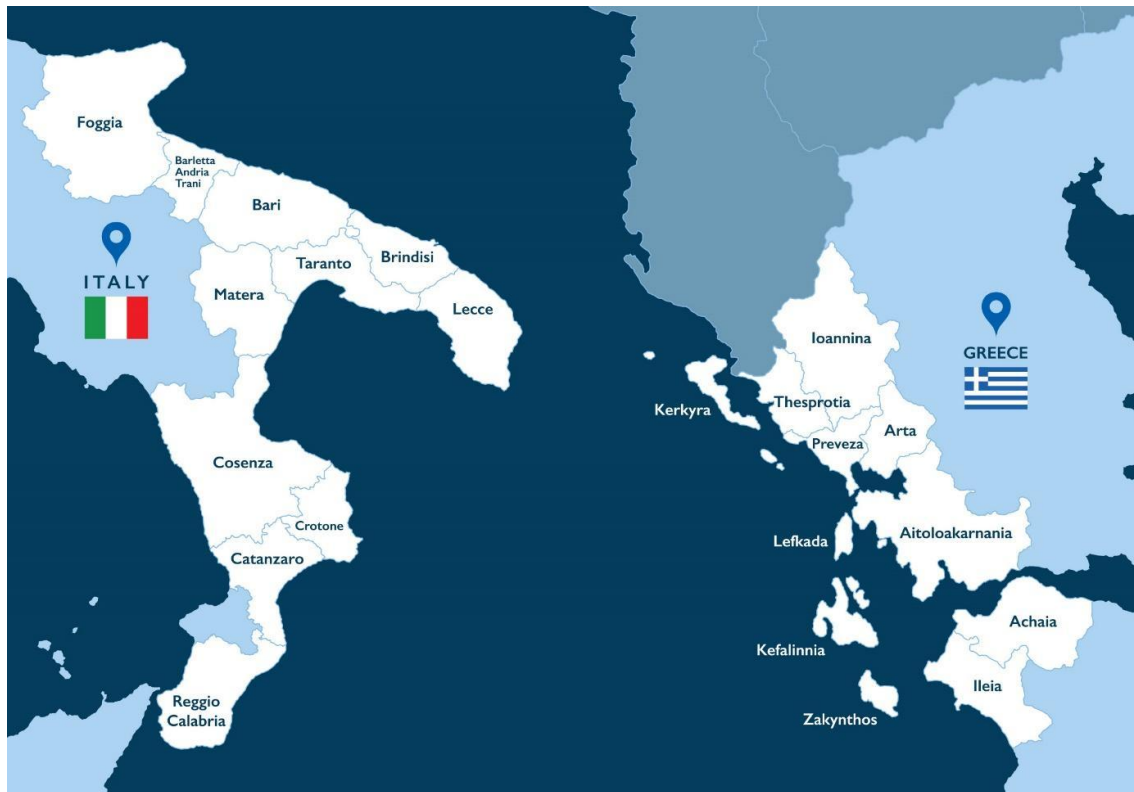 Foggia
Barletta
Andria
Trani
Bari
Brindisi
Taranto
Matera
Lecce
ITALY
Cosenza
Crotone
Catanzaro
Reggio
Calabria
Ioannina
GREECE
Kerkyra
Thesprotia
Preveza
Arta
Lefkada
Aitoloakarnania
Kefalinnia
Achaia
Ileia
Zakynthos